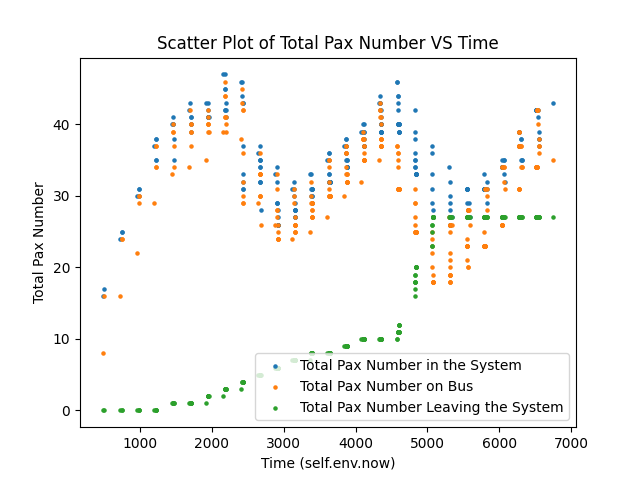 Scatter Plot of Total Pax Number VS Time
Total Pax Number
40
30
20
10
0
Total Pax Number in the System
Total Pax Number on Bus
Total Pax Number Leaving the System
1000 2000 3000 4000 5000 6000 7000
Time (self.env.now)